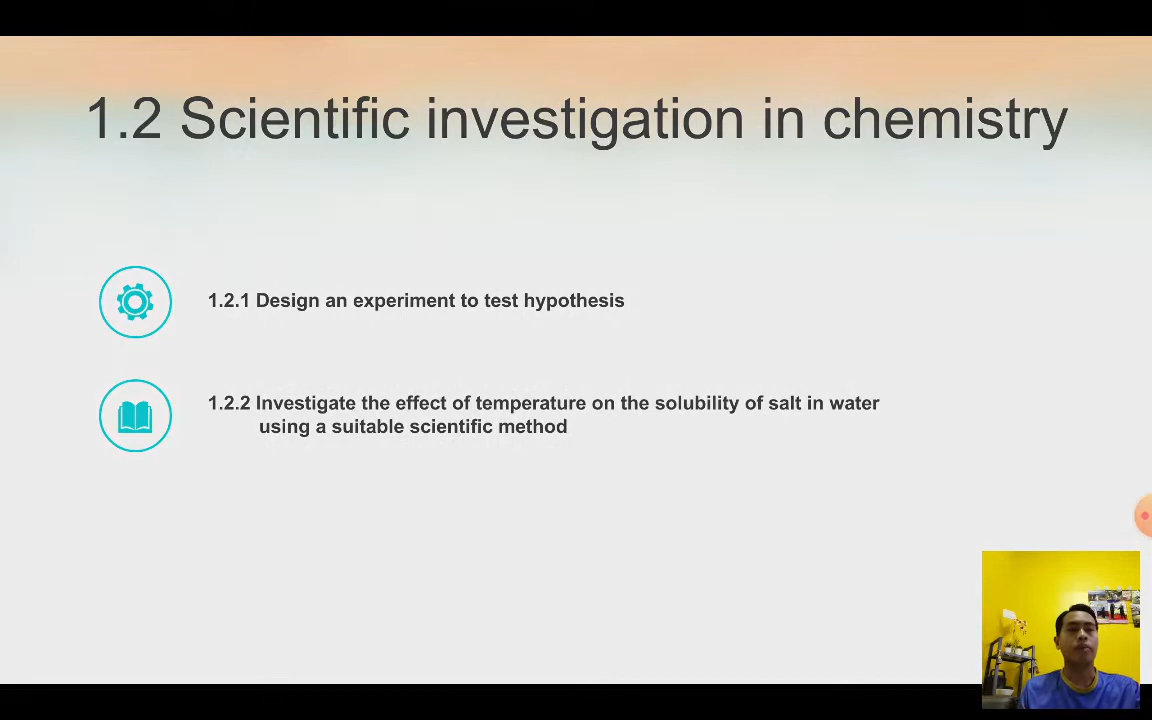 1.2 Scientific investigation in chemistry
1.2.1 Design an experiment to test hypothesis
1.2.2 Investigate the effect of temperature on the solubility of salt in water
using a suitable scientific method